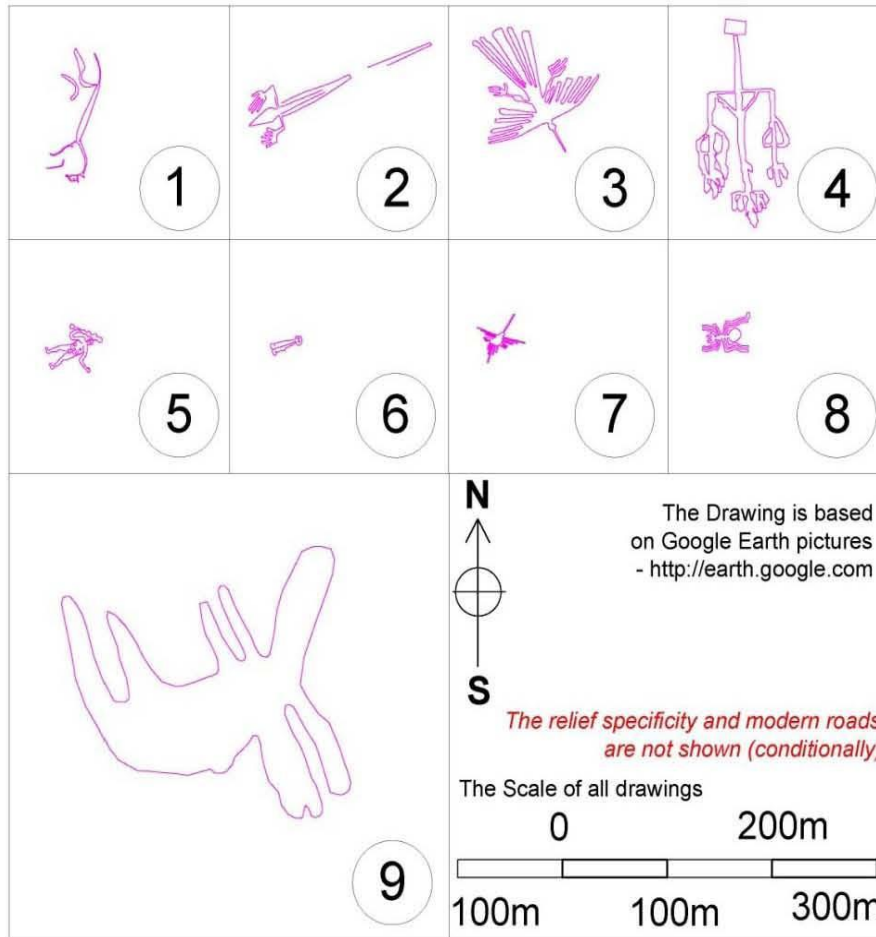 1
2
3
4
5
6
7
8
9
N
S
The Drawing is based
on Google Earth pictures
- http://earth.google.com
The relief specificity and modern roads
are not shown (conditionally)
The Scale of all drawings
0 200m
100m 100m 300m